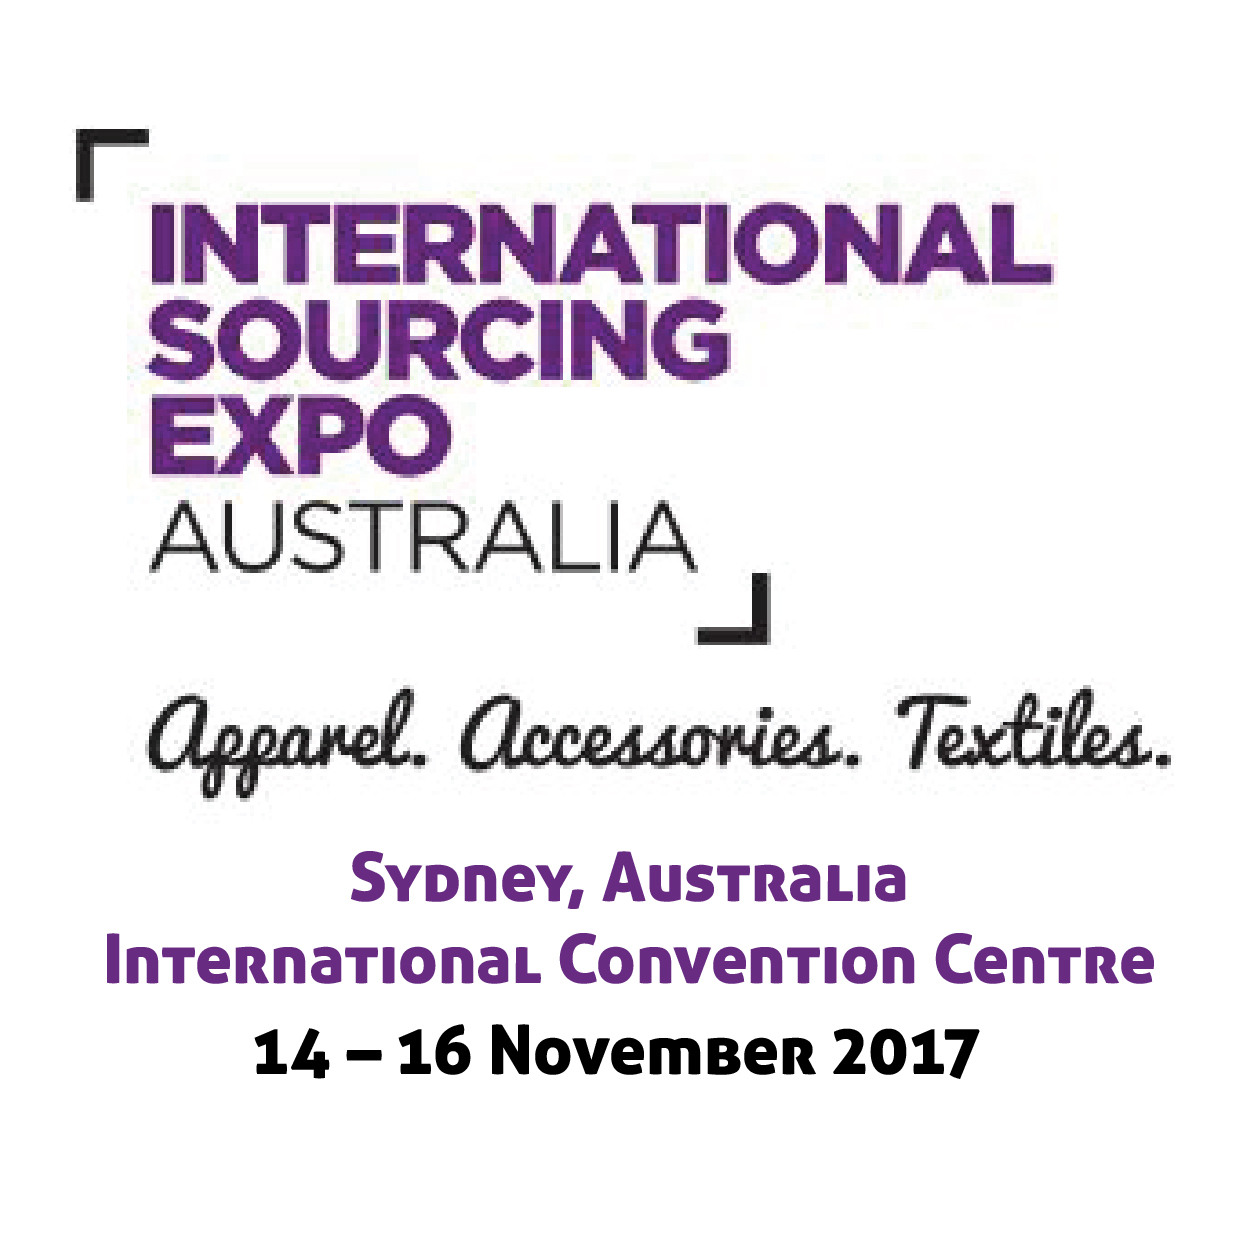 INTERNATIONAL
SOURCING
EXPO
AUSTRALIA
Apparel. Accessories. Textiles.
Sydney, Australia
International Convention Centre
14 – 16 November 2017